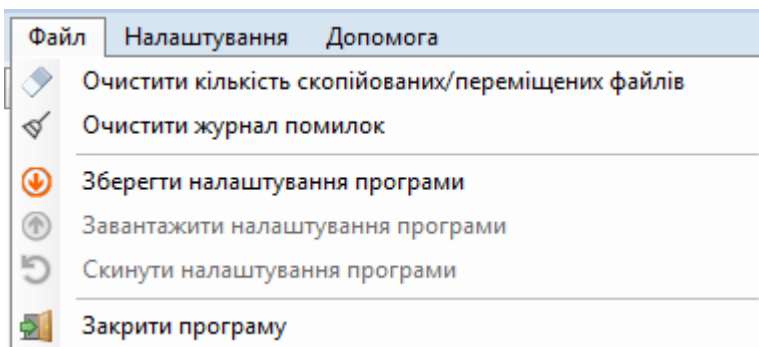 Файл Налаштування Допомога
Очистити кількість скопійованих/переміщених файлів
Очистити журнал помилок
Зберегти налаштування програми
Завантажити налаштування програми
Скинути налаштування програми
Закрити програму